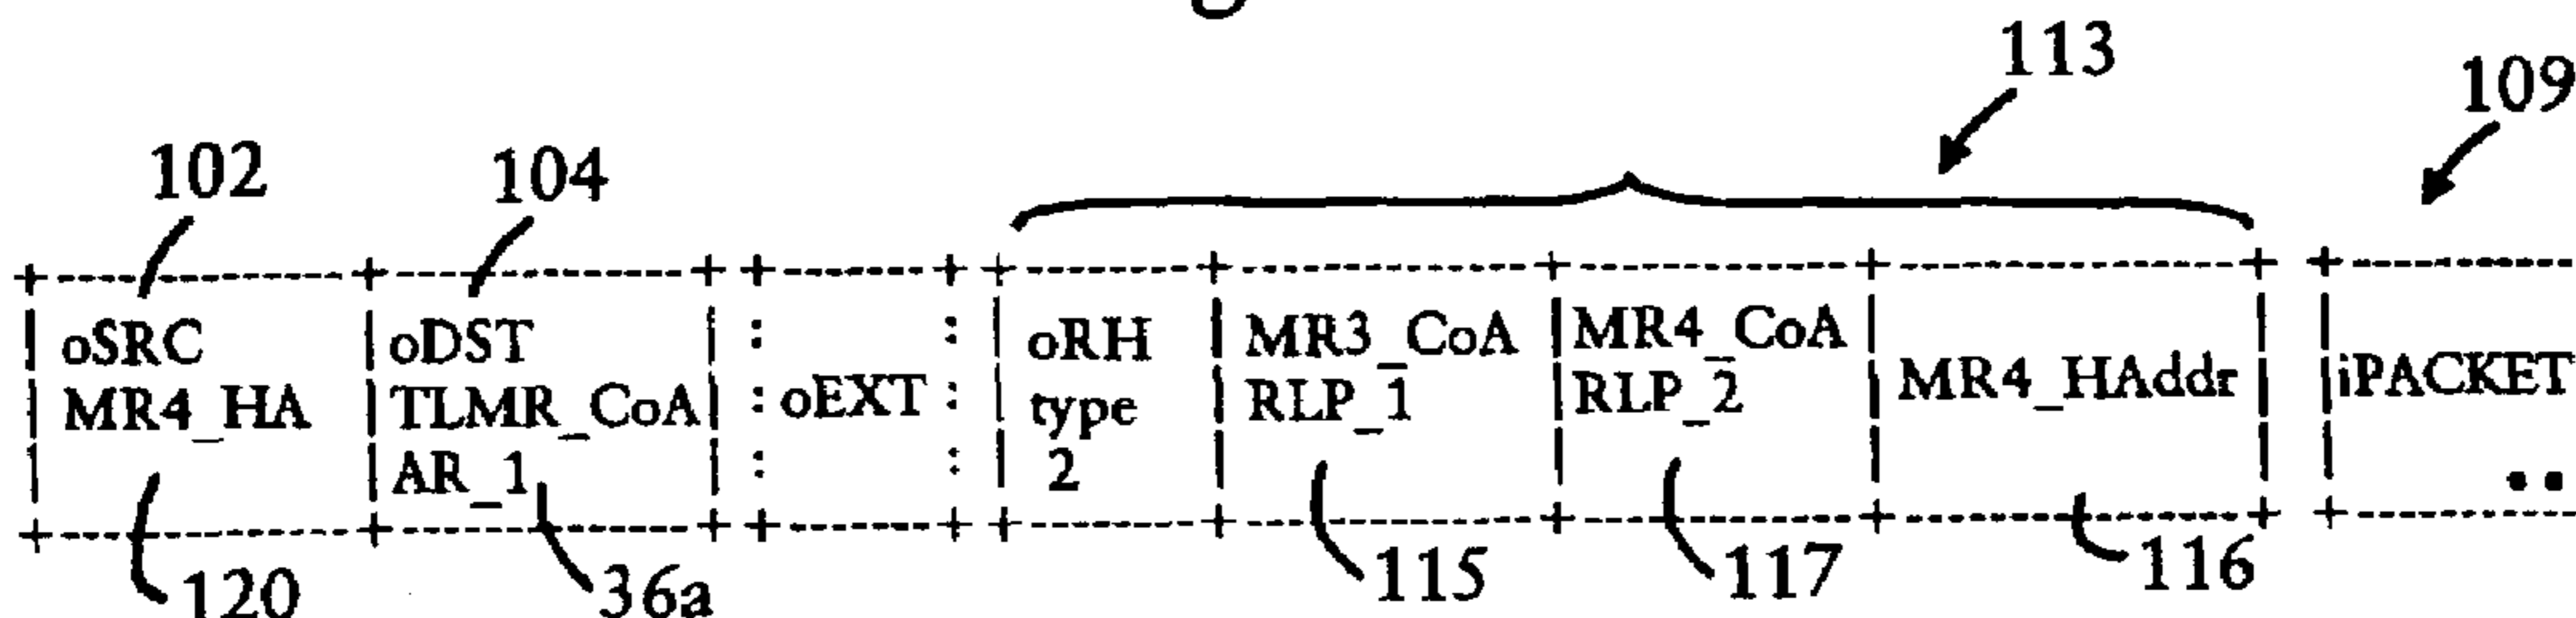 113
109
102 104
oSRC oDST oEXT oRH MR3_CoA MR4_CoA MR4_HAddr iPACKET
MR4_HA TLMR_CoA type RLP_1 RLP_2
AR_1 2 ..
120 36a 115 117 116